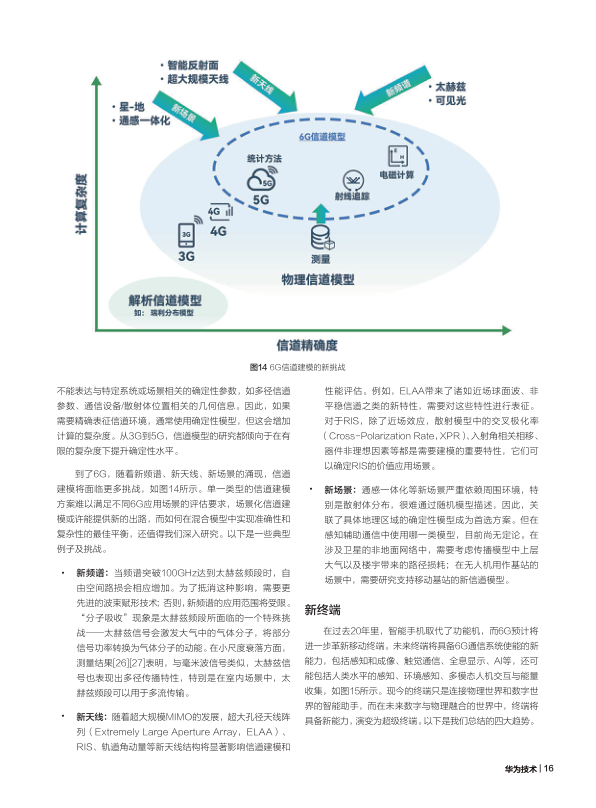 • 智能反射面
• 超大规模天线
新天线
新频谱
• 太赫兹
• 可见光
• 星-地
• 通感一体化
新场景
6G信道模型
统计方法
5G
5G
E
H
电磁计算
射线追踪
4G
4G
3G
3G
测量
物理信道模型
计算复杂度
解析信道模型
如： 瑞利分布模型
信道精确度
图14 6G信道建模的新挑战
不能表达与特定系统或场景相关的确定性参数，如多径信道
参数、通信设备/散射体位置相关的几何信息。因此，如果
需要精确表征信道环境，通常使用确定性模型，但这会增加
计算的复杂度。从3G到5G，信道模型的研究都倾向于在有
限的复杂度下提升确定性水平。
到了6G，随着新频谱、新天线、新场景的涌现，信道
建模将面临更多挑战，如图14所示。单一类型的信道建模
方案难以满足不同6G应用场景的评估要求，场景化信道建
模或许能提供新的出路，而如何在混合模型中实现准确性和
复杂性的最佳平衡，还值得我们深入研究。以下是一些典型
例子及挑战。
• 新频谱：当频谱突破100GHz达到太赫兹频段时，自
由空间路损会相应增加。为了抵消这种影响，需要更
先进的波束赋形技术；否则，新频谱的应用范围将受限。
“分子吸收”现象是太赫兹频段所面临的一个特殊挑
战——太赫兹信号会激发大气中的气体分子，将部分
信号功率转换为气体分子的动能。在小尺度衰落方面，
测量结果[26][27]表明，与毫米波信号类似，太赫兹信
号也表现出多径传播特性，特别是在室内场景中，太
赫兹频段可以用于多流传输。
• 新天线：随着超大规模MIMO的发展，超大孔径天线阵
列（Extremely Large Aperture Array，ELAA）、
RIS、轨道角动量等新天线结构将显著影响信道建模和
性能评估。例如，ELAA带来了诸如近场球面波、非
平稳信道之类的新特性，需要对这些特性进行表征。
对于RIS，除了近场效应，散射模型中的交叉极化率
（Cross-Polarization Rate, XPR）、入射角相关相移、
器件非理想因素等都是需要建模的重要特性，它们可
以确定RIS的价值应用场景。
• 新场景：通感一体化等新场景严重依赖周围环境，特
别是散射体分布，很难通过随机模型描述，因此，关
联了具体地理区域的确定性模型成为首选方案。但在
感知辅助通信中使用哪一类模型，目前尚无定论。在
涉及卫星的非地面网络中，需要考虑传播模型中上层
大气以及楼宇带来的路径损耗；在无人机用作基站的
场景中，需要研究支持移动基站的新信道模型。
新终端
在过去20年里，智能手机取代了功能机，而6G预计将
进一步革新移动终端。未来终端将具备6G通信系统使能的新
能力，包括感知和成像、触觉通信、全息显示、AI等，还可
能包括人类水平的感知、环境感知、多模态人机交互与能量
收集，如图15所示。现今的终端只是连接物理世界和数字世
界的智能助手，而在未来数字与物理融合的世界中，终端将
具备新能力，演变为超级终端。以下是我们总结的四大趋势。
华为技术 | 16